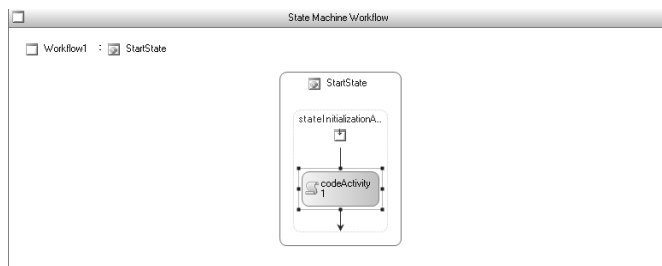 State Machine Workflow
Workflow1 : StartState
StartState
stateInitializationA...
codeActivity
1